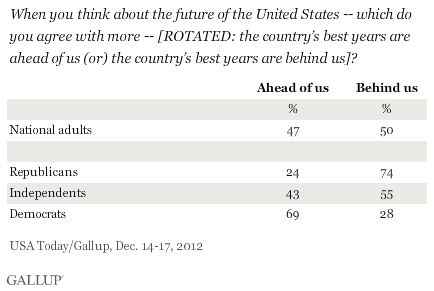 When you think about the future of the United States -- which do
you agree with more -- [ROTATED: the country's best years are
ahead of us (or) the country's best years are behind us]?
Ahead of us Behind us
% %
National adults 47 50
Republicans 24 74
Independents 43 55
Democrats 69 28
USA Today/Gallup, Dec. 14-17, 2012
GALLUP®